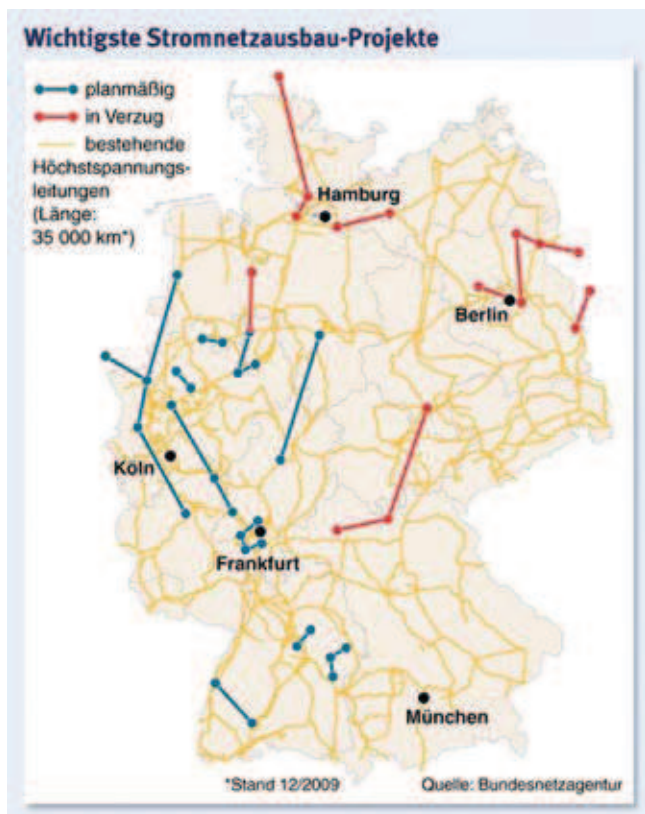 Wichtigste Stromnetzausbau-Projekte
planmäßig
in Verzug
bestehende
Höchstspannungs-
leitungen
(Länge:
35 000 km*)
Hamburg
Berlin
Köln
Frankfurt
München
*Stand 12/2009
Quelle: Bundesnetzagentur